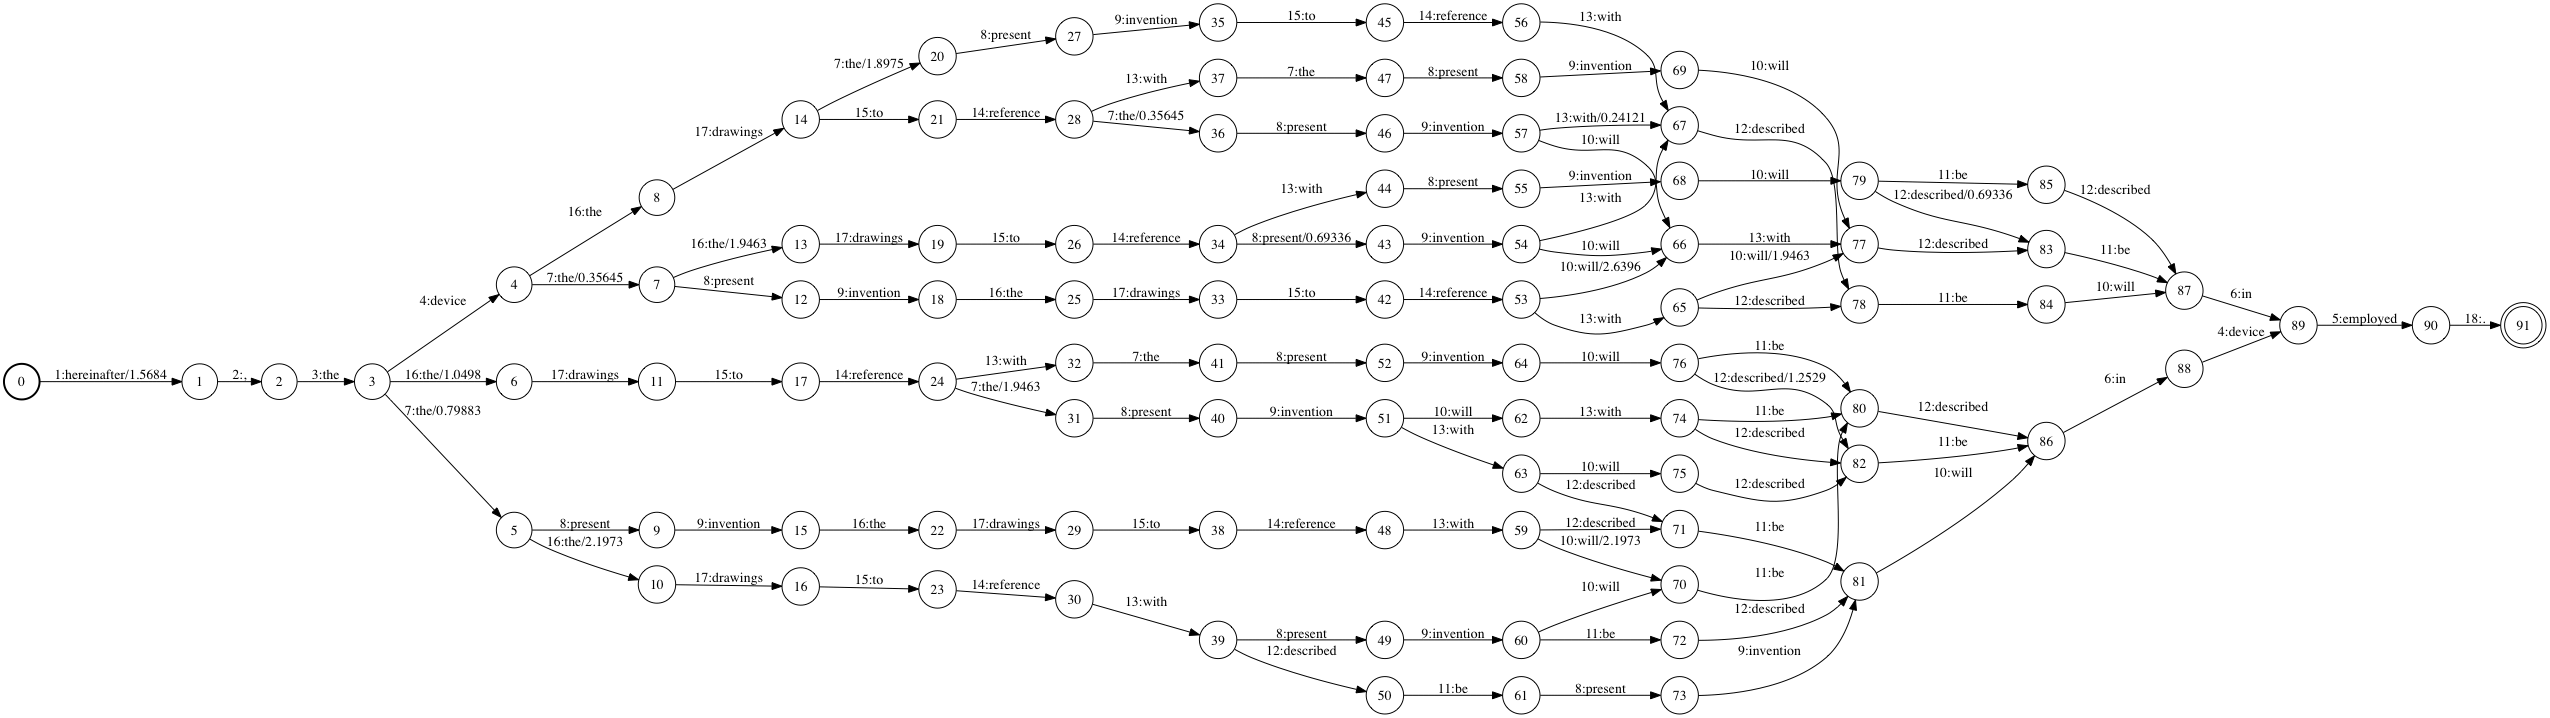 35 15:to 45 14:reference 56 13:with
9:invention
8:present 27
20
7:the/1.8975
69 10:will
13:with 37 7:the 47 8:present 58 9:invention
17:drawings 14 15:to 21 14:reference 28 7:the/0.35645 36 8:present 46 9:invention 57 13:with/0.24121 67 12:described
10:will
13:with 44 8:present 55 9:invention 68 10:will 79 11:be 85 12:described
12:described/0.69336
16:the 8
13:with
16:the/1.9463 13 17:drawings 19 15:to 26 14:reference 34 8:present/0.69336 43 9:invention 54 10:will 66 13:with 77 12:described 83 11:be
10:will/2.6396 10:will/1.9463
4:device 4 7:the/0.35645 7 8:present 12 9:invention 18 16:the 25 17:drawings 33 15:to 42 14:reference 53 13:with 65 12:described 78 11:be 84 10:will 87 6:in
4:device 89 5:employed 90 18:. 91
0 1:hereinafter/1.5684 1 2:, 2 3:the 3 16:the/1.0498 6 17:drawings 11 15:to 17 14:reference 24 13:with 32 7:the 41 8:present 52 9:invention 64 10:will 76 11:be
12:described/1.2529
6:in 88
7:the/0.79883
7:the/1.9463 31 8:present 40 9:invention 51 10:will 62 13:with 74 11:be 80 12:described
12:described
13:with 63 10:will 75 12:described 82 11:be 86
12:described
10:will
5 8:present 9 9:invention 15 16:the 22 17:drawings 29 15:to 38 14:reference 48 13:with 59 12:described 71 11:be
16:the/2.1973 10:will/2.1973
10 17:drawings 16 15:to 23 14:reference 30 13:with 10:will 70 11:be 81
39 8:present 49 9:invention 60 11:be 72 12:described
12:described 50 11:be 61 8:present 73 9:invention